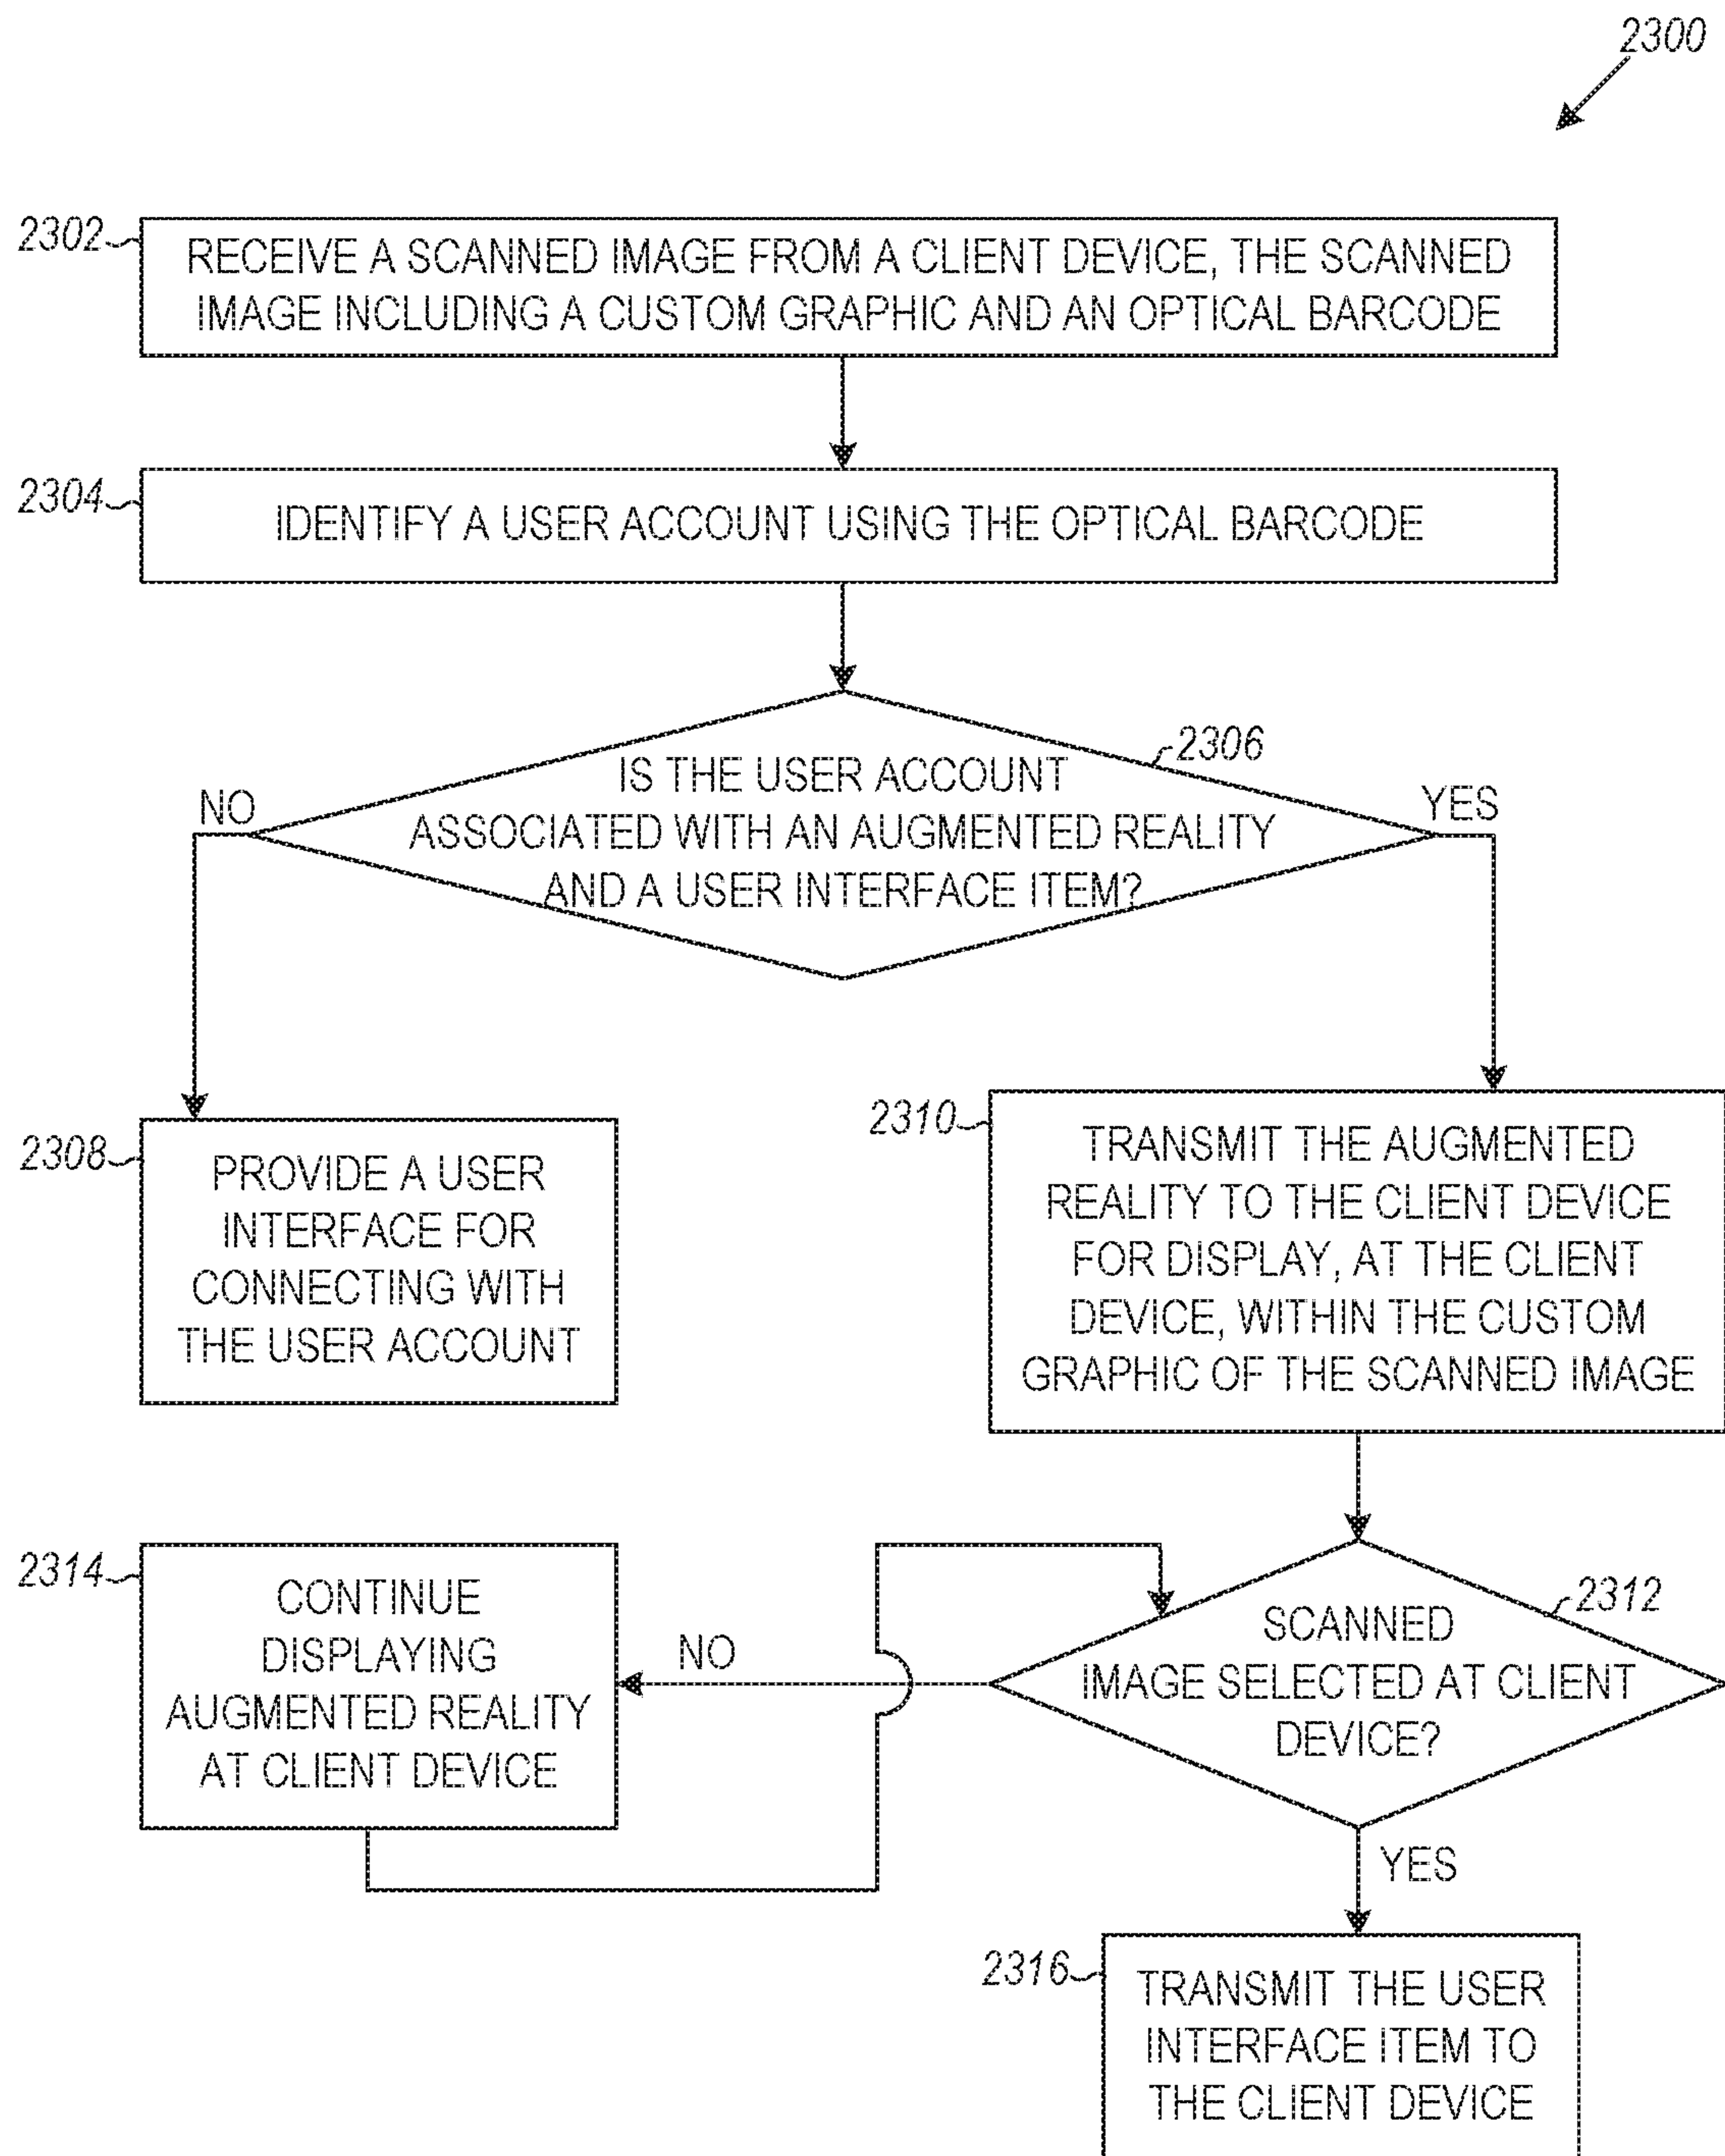 2300
2302
RECEIVE A SCANNED IMAGE FROM A CLIENT DEVICE, THE SCANNED
IMAGE INCLUDING A CUSTOM GRAPHIC AND AN OPTICAL BARCODE
2304
IDENTIFY A USER ACCOUNT USING THE OPTICAL BARCODE
2306
IS THE USER ACCOUNT
ASSOCIATED WITH AN AUGMENTED REALITY
AND A USER INTERFACE ITEM?
NO
YES
2308
PROVIDE A USER
INTERFACE FOR
CONNECTING WITH
THE USER ACCOUNT
2310
TRANSMIT THE AUGMENTED
REALITY TO THE CLIENT DEVICE
FOR DISPLAY, AT THE CLIENT
DEVICE, WITHIN THE CUSTOM
GRAPHIC OF THE SCANNED IMAGE
2312
SCANNED
IMAGE SELECTED AT CLIENT
DEVICE?
NO
2314
CONTINUE
DISPLAYING
AUGMENTED REALITY
AT CLIENT DEVICE
YES
2316
TRANSMIT THE USER
INTERFACE ITEM TO
THE CLIENT DEVICE